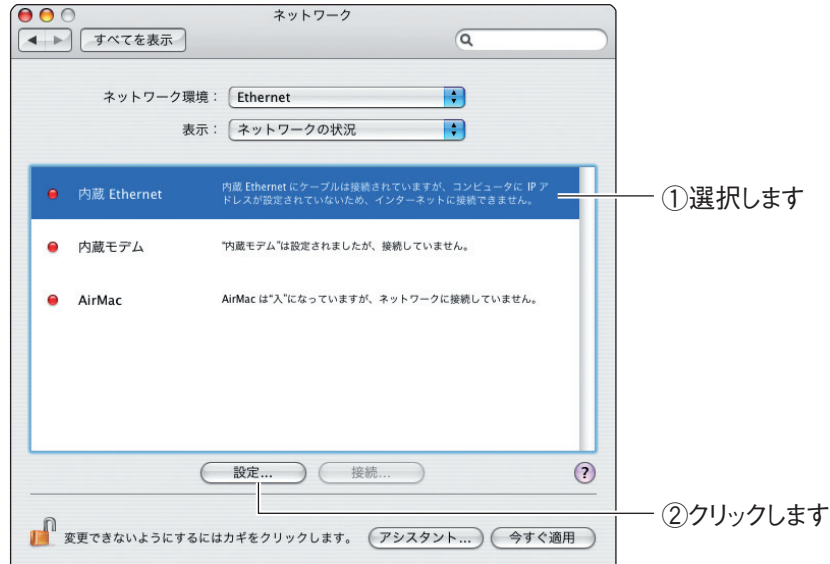 ネットワーク
すべてを表示
ネットワーク環境： Ethernet
表示： ネットワークの状況
内蔵 Ethernet
内蔵 Ethernet にケーブルは接続されていますが、コンピュータに IP ア
ドレスが設定されていないため、インターネットに接続できません。
①選択します
内蔵モデム
“内蔵モデム”は設定されましたが、接続していません。
AirMac
AirMac は“入”になっていますが、ネットワークに接続していません。
設定...
接続...
?
②クリックします
変更できないようにするにはカギをクリックします。
アシスタント...
今すぐ適用